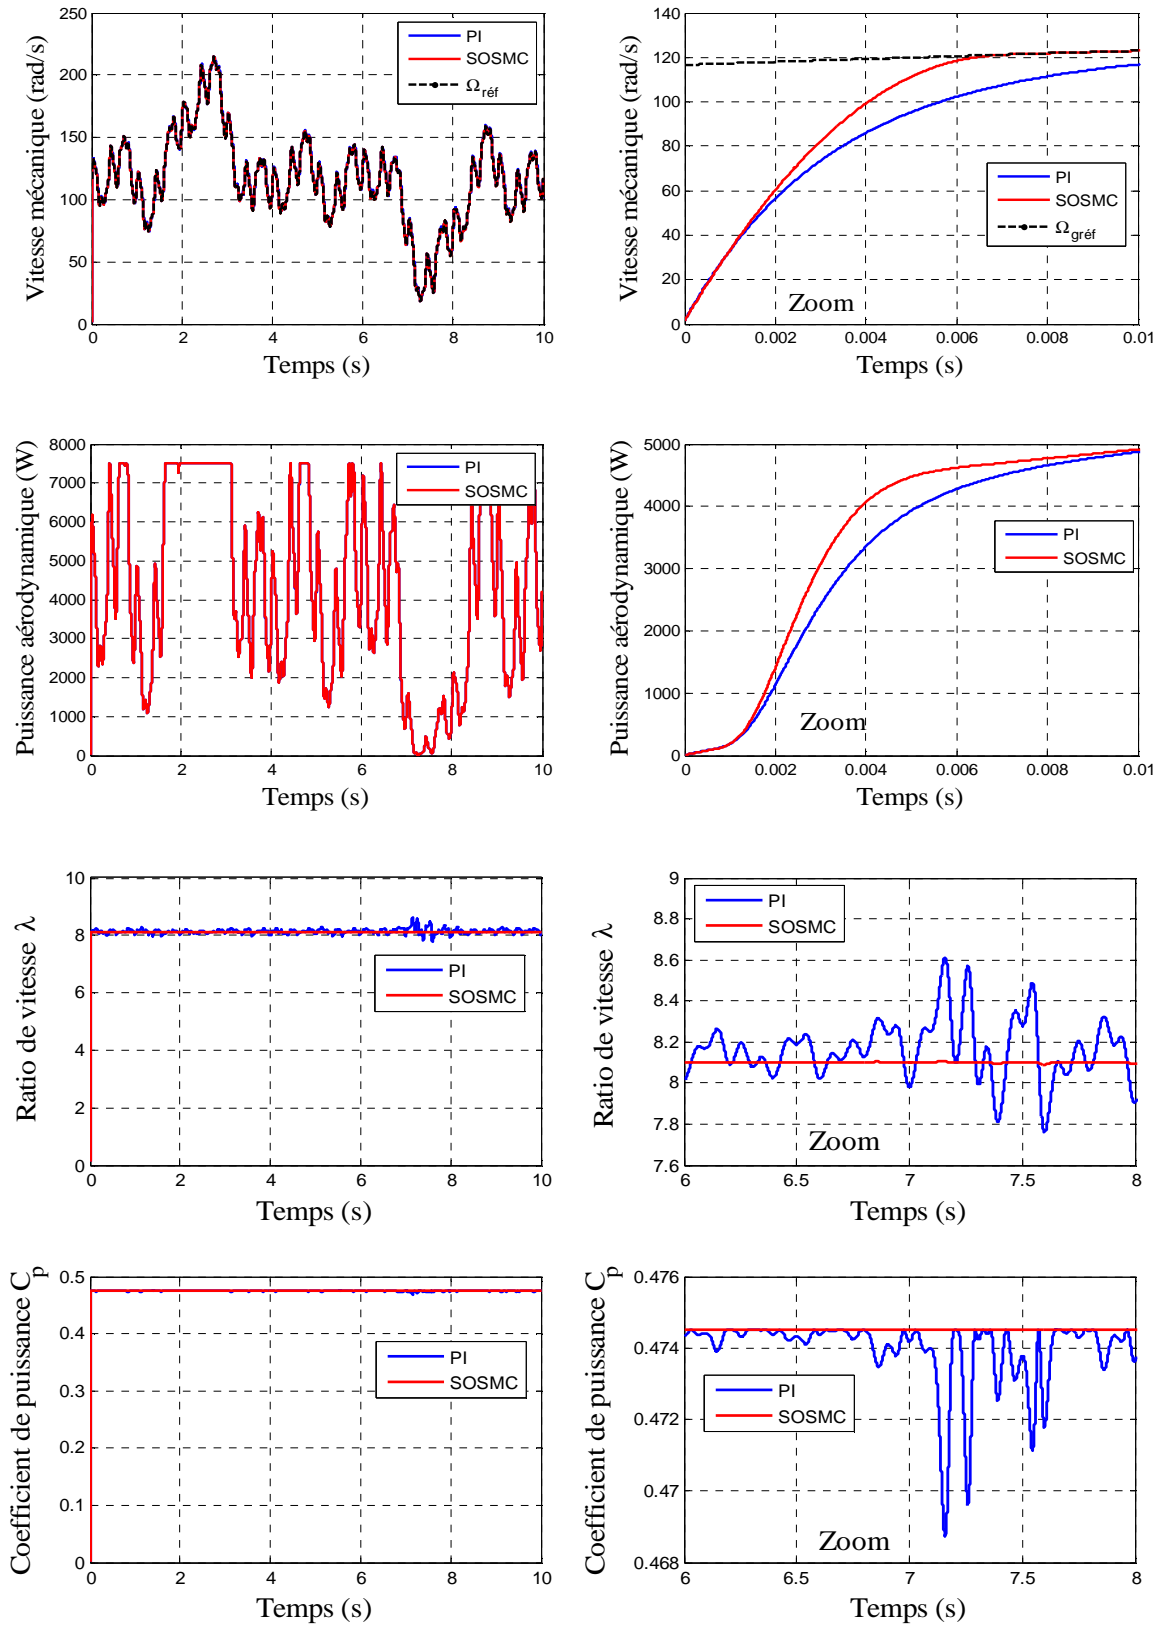 Vitesse mécanique (rad/s)
250
200
150
100
50
0
0
2
4
6
8
10
PI
SOSMC
Ωréf
Temps (s)
Vitesse mécanique (rad/s)
140
120
100
80
60
40
20
0
0
0.002
0.004
0.006
0.008
0.01
PI
SOSMC
Ωgréf
Zoom
Temps (s)
Puissance aérodynamique (W)
8000
7000
6000
5000
4000
3000
2000
1000
0
0
2
4
6
8
10
PI
SOSMC
Temps (s)
Puissance aérodynamique (W)
5000
4000
3000
2000
1000
0
0
0.002
0.004
0.006
0.008
0.01
PI
SOSMC
Zoom
Temps (s)
Ratio de vitesse λ
10
8
6
4
2
0
0
2
4
6
8
10
PI
SOSMC
Temps (s)
Ratio de vitesse λ
9
8.8
8.6
8.4
8.2
8
7.8
7.6
6
6.5
7
7.5
8
PI
SOSMC
Zoom
Temps (s)
Coefficient de puissance Cp
0.5
0.4
0.3
0.2
0.1
0
0
2
4
6
8
10
PI
SOSMC
Temps (s)
Coefficient de puissance Cp
0.476
0.474
0.472
0.47
0.468
6
6.5
7
7.5
8
PI
SOSMC
Zoom
Temps (s)